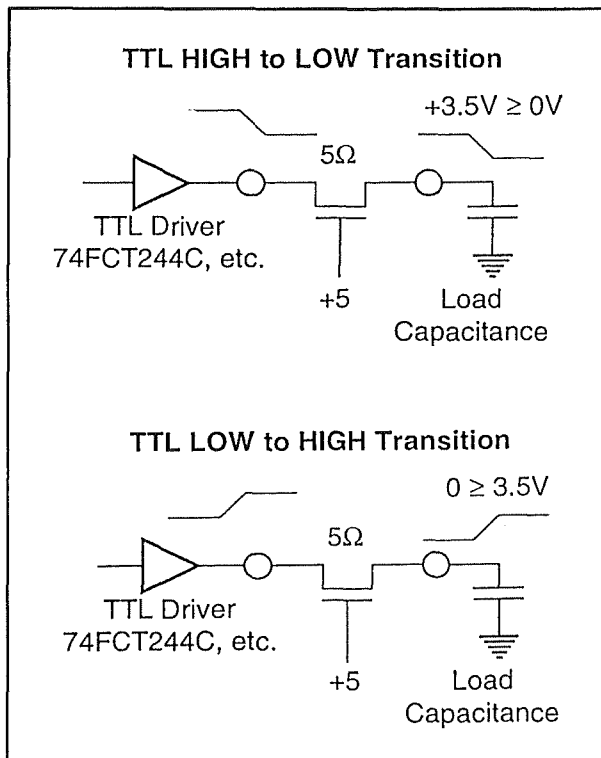 TTL HIGH to LOW Transition
+3.5V ≥ 0V
5Ω
TTL Driver
74FCT244C, etc.
+5
Load
Capacitance
TTL LOW to HIGH Transition
0 ≥ 3.5V
5Ω
TTL Driver
74FCT244C, etc.
+5
Load
Capacitance